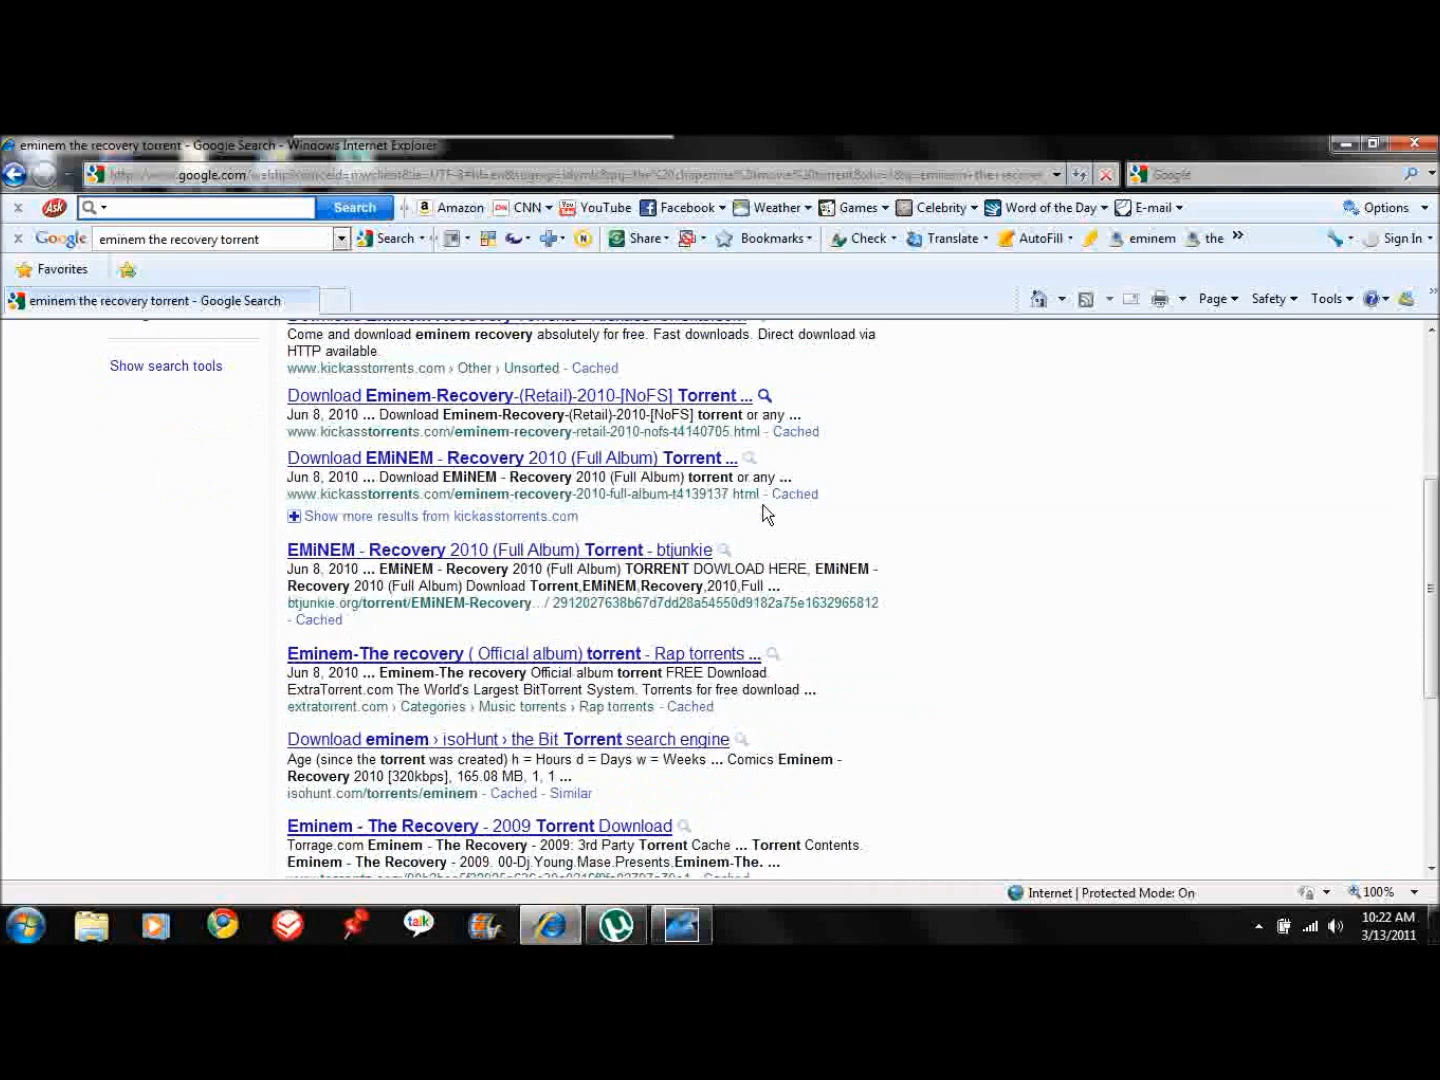 eminem the recovery torrent - Google Search - Windows Internet Explorer
google.com/ Google
Ask Search Amazon CNN YouTube Facebook Weather Games Celebrity Word of the Day E-mail Options
Google eminem the recovery torrent Search Share Bookmarks Check Translate AutoFill eminem the » Sign In
Favorites
eminem the recovery torrent - Google Search Page Safety Tools
Show search tools
Come and download eminem recovery absolutely for free. Fast downloads. Direct download via
HTTP available.
www.kickasstorrents.com › Other › Unsorted - Cached
Download Eminem-Recovery-(Retail)-2010-[NoFS] Torrent ...
Jun 8, 2010 ... Download Eminem-Recovery-(Retail)-2010-[NoFS] torrent or any ...
www.kickasstorrents.com/eminem-recovery-retail-2010-nofs-t4140705.html - Cached
Download EMiNEM - Recovery 2010 (Full Album) Torrent ...
Jun 8, 2010 ... Download EMiNEM - Recovery 2010 (Full Album) torrent or any ...
www.kickasstorrents.com/eminem-recovery-2010-full-album-t4139137.html - Cached
Show more results from kickasstorrents.com
EMiNEM - Recovery 2010 (Full Album) Torrent - btjunkie
Jun 8, 2010 ... EMiNEM - Recovery 2010 (Full Album) TORRENT DOWLOAD HERE, EMiNEM -
Recovery 2010 (Full Album) Download Torrent,EMiNEM,Recovery,2010,Full ...
btjunkie.org/torrent/EMiNEM-Recovery.../ 2912027638b67d7dd28a54550d9182a75e1632965812
- Cached
Eminem-The recovery ( Official album) torrent - Rap torrents ...
Jun 8, 2010 ... Eminem-The recovery Official album torrent FREE Download.
ExtraTorrent.com The World's Largest BitTorrent System. Torrents for free download ...
extratorrent.com › Categories › Music torrents › Rap torrents - Cached
Download eminem › isoHunt › the Bit Torrent search engine
Age (since the torrent was created) h = Hours d = Days w = Weeks ... Comics Eminem -
Recovery 2010 [320kbps], 165.08 MB, 1, 1 ...
isohunt.com/torrents/eminem - Cached - Similar
Eminem - The Recovery - 2009 Torrent Download
Torrage.com Eminem - The Recovery - 2009: 3rd Party Torrent Cache ... Torrent Contents.
Eminem - The Recovery - 2009. 00-Dj.Young.Mase.Presents.Eminem-The. ...
Internet | Protected Mode: On 100%
talk
10:22 AM
3/13/2011